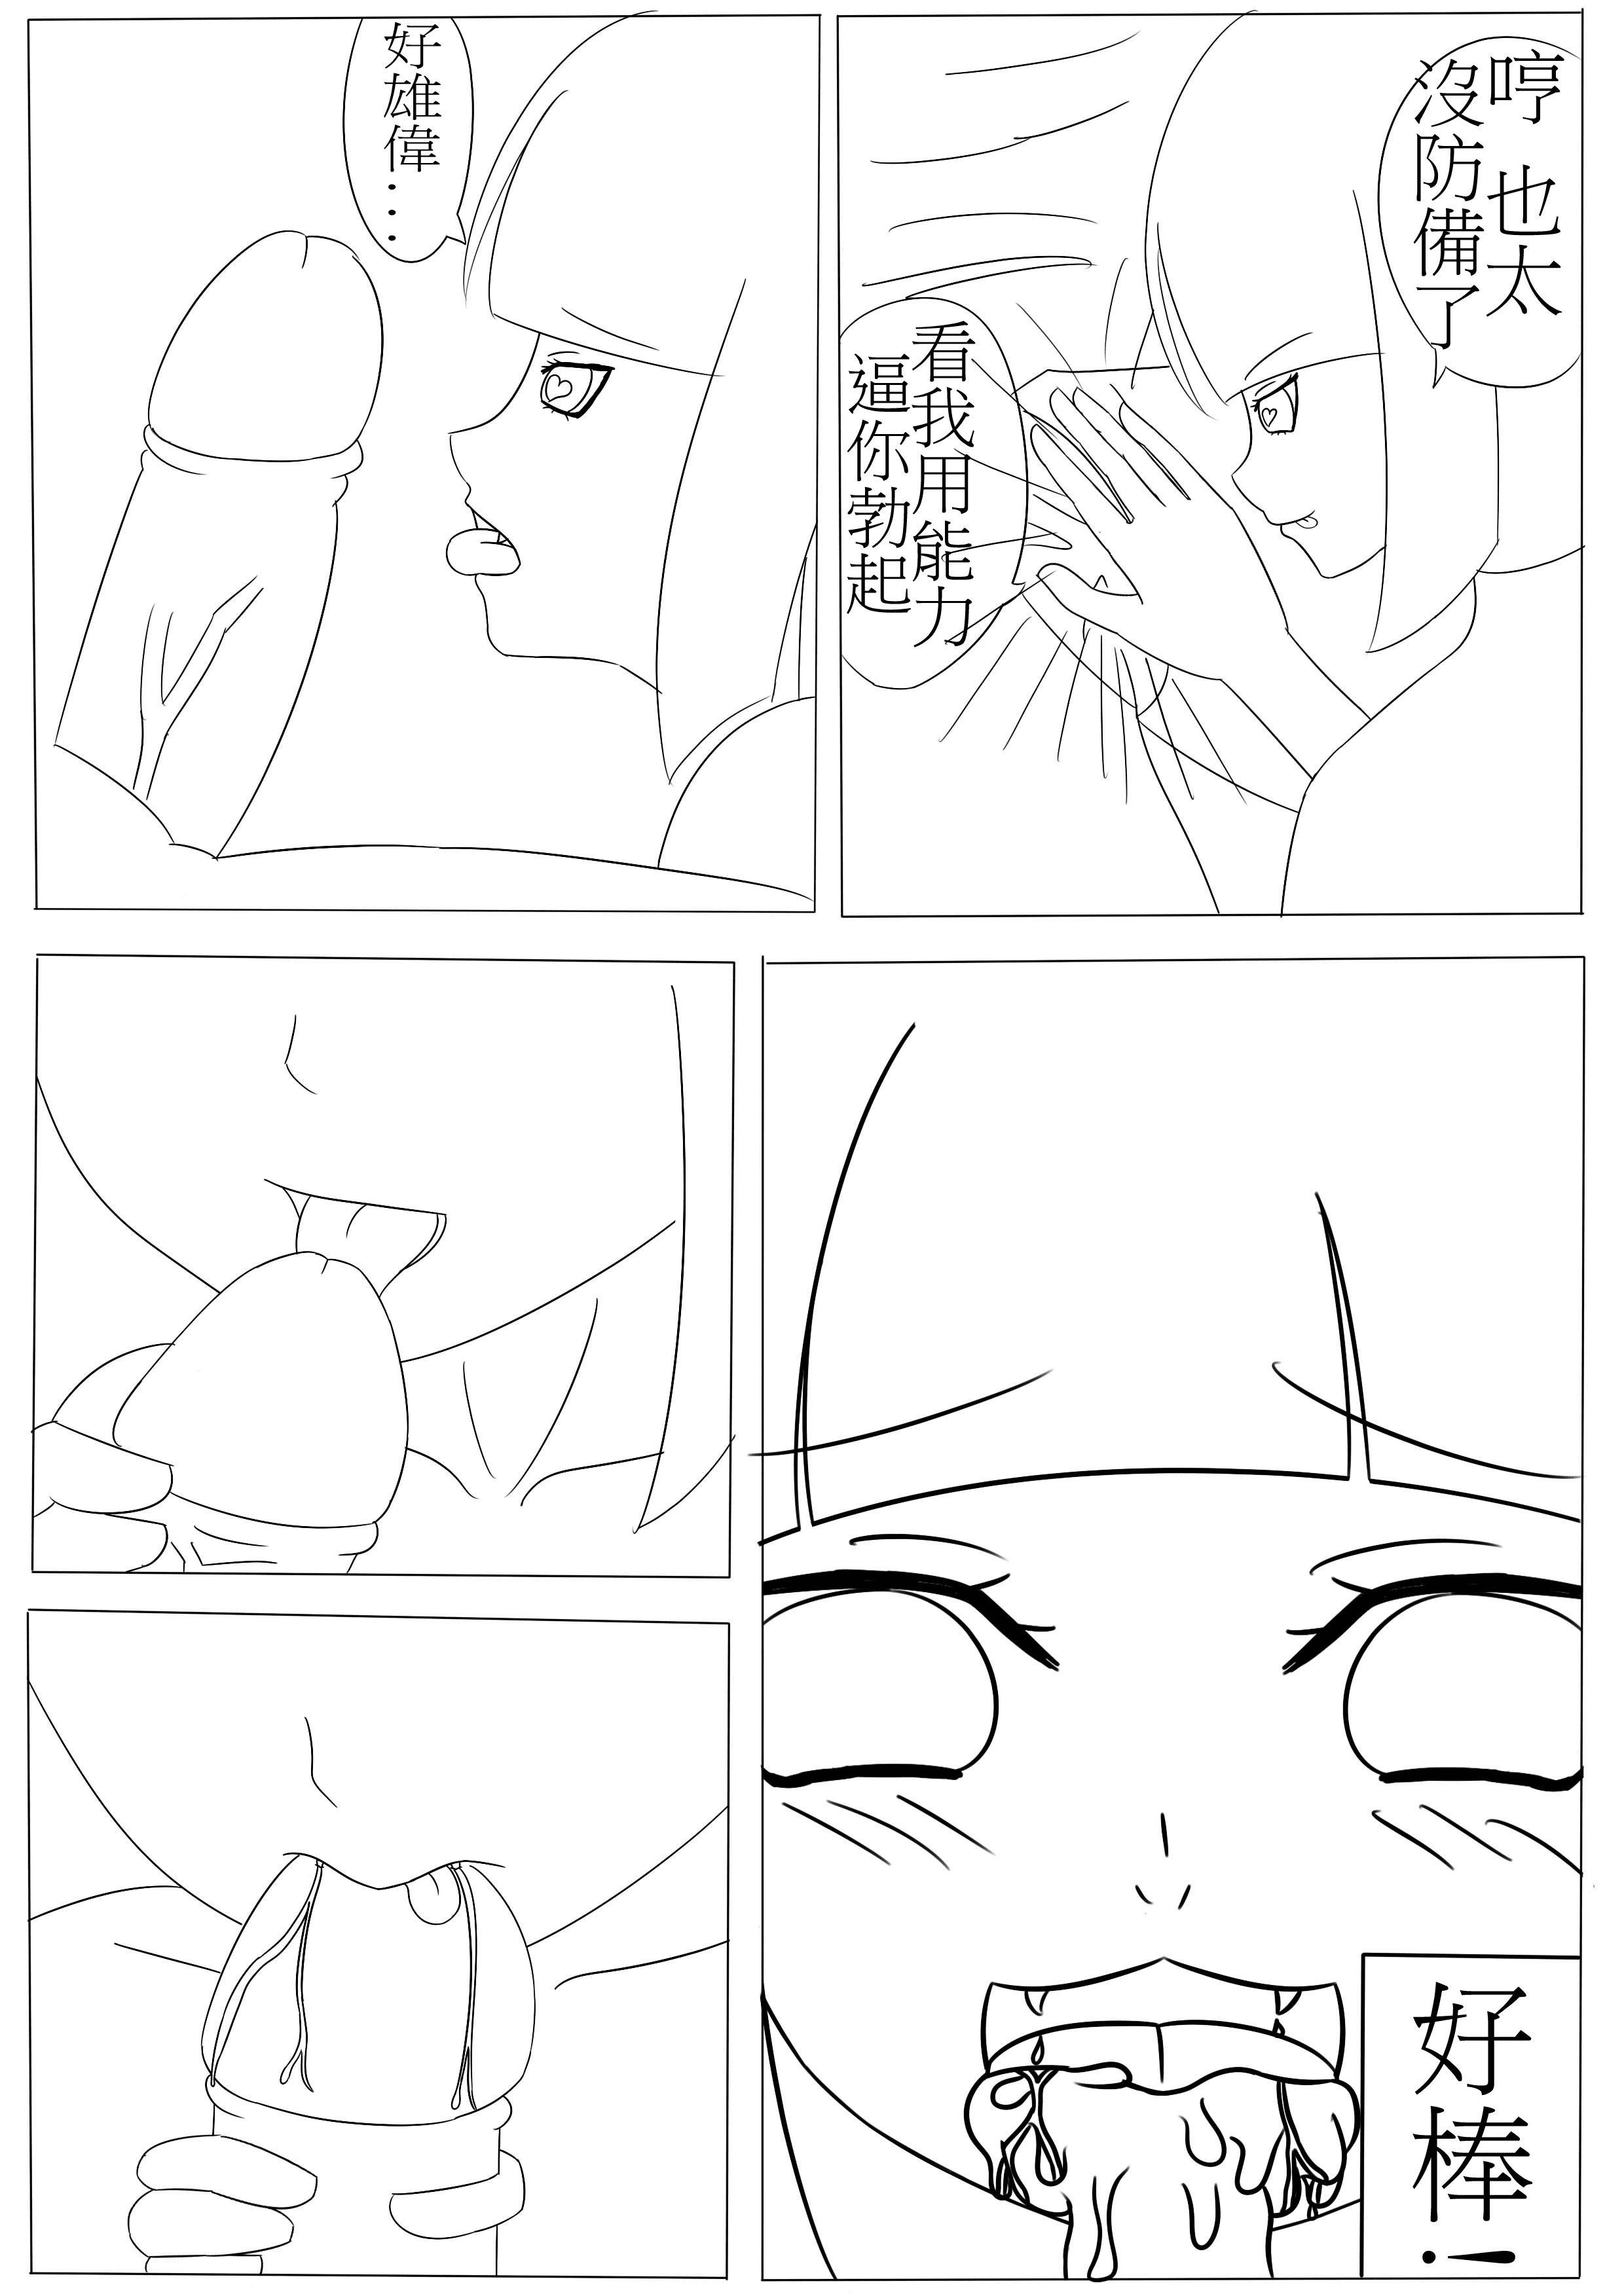 哼 也太
沒防備了
看我用能力
逼你勃起
好雄偉...
好棒!